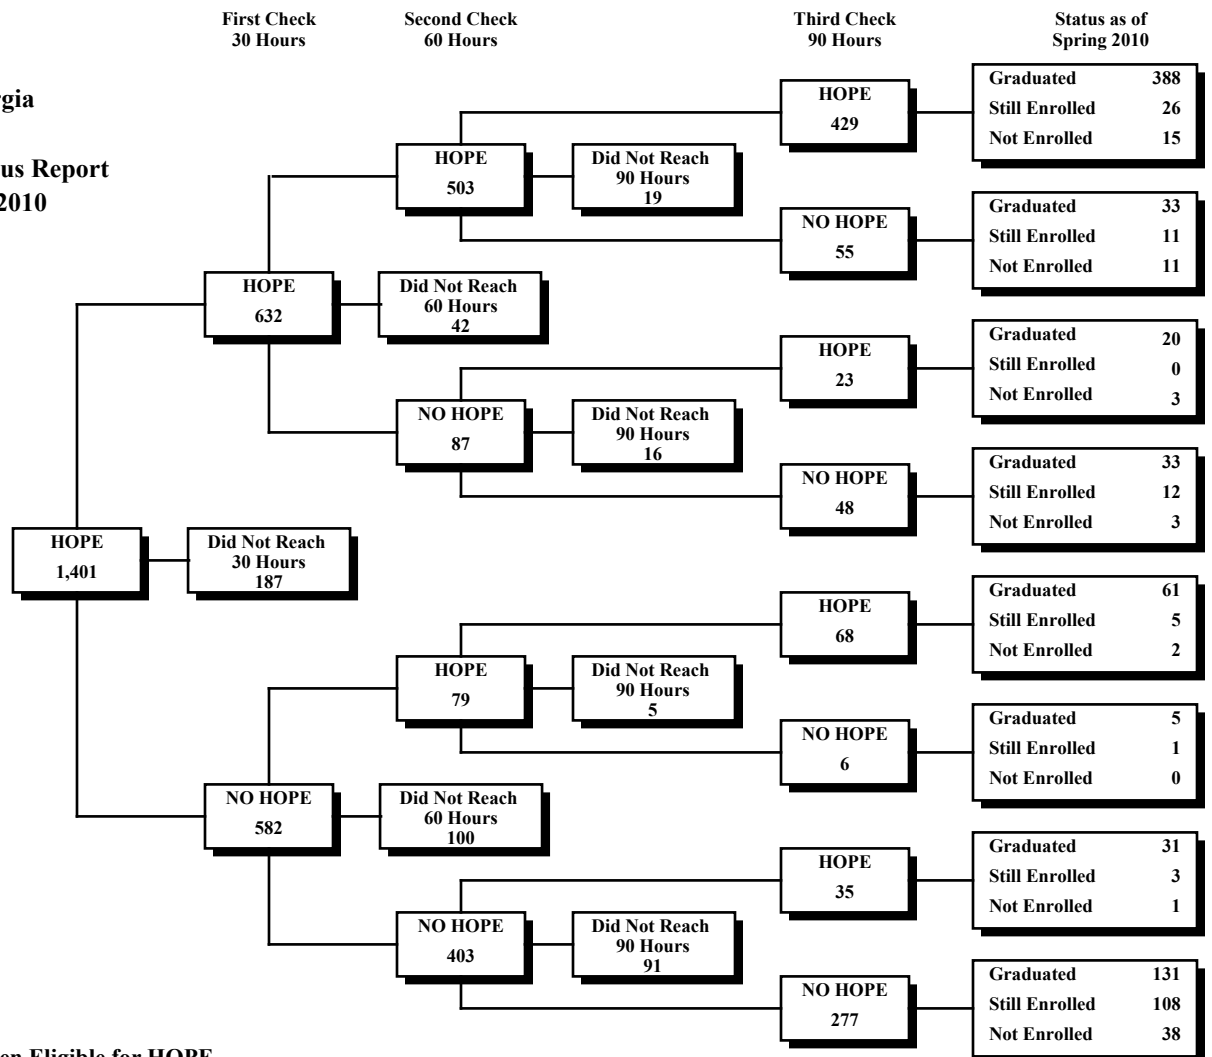 First Check
30 Hours
Second Check
60 Hours
Third Check
90 Hours
Status as of
Spring 2010
rgia
us Report
2010
HOPE
1,401
Did Not Reach
30 Hours
187
HOPE
632
Did Not Reach
60 Hours
42
NO HOPE
582
Did Not Reach
60 Hours
100
HOPE
503
Did Not Reach
90 Hours
19
NO HOPE
87
Did Not Reach
90 Hours
16
HOPE
79
Did Not Reach
90 Hours
5
NO HOPE
403
Did Not Reach
90 Hours
91
HOPE
429
Graduated 388
Still Enrolled 26
Not Enrolled 15
NO HOPE
55
Graduated 33
Still Enrolled 11
Not Enrolled 11
HOPE
23
Graduated 20
Still Enrolled 0
Not Enrolled 3
NO HOPE
48
Graduated 33
Still Enrolled 12
Not Enrolled 3
HOPE
68
Graduated 61
Still Enrolled 5
Not Enrolled 2
NO HOPE
6
Graduated 5
Still Enrolled 1
Not Enrolled 0
HOPE
35
Graduated 31
Still Enrolled 3
Not Enrolled 1
NO HOPE
277
Graduated 131
Still Enrolled 108
Not Enrolled 38
en Eligible for HOPE